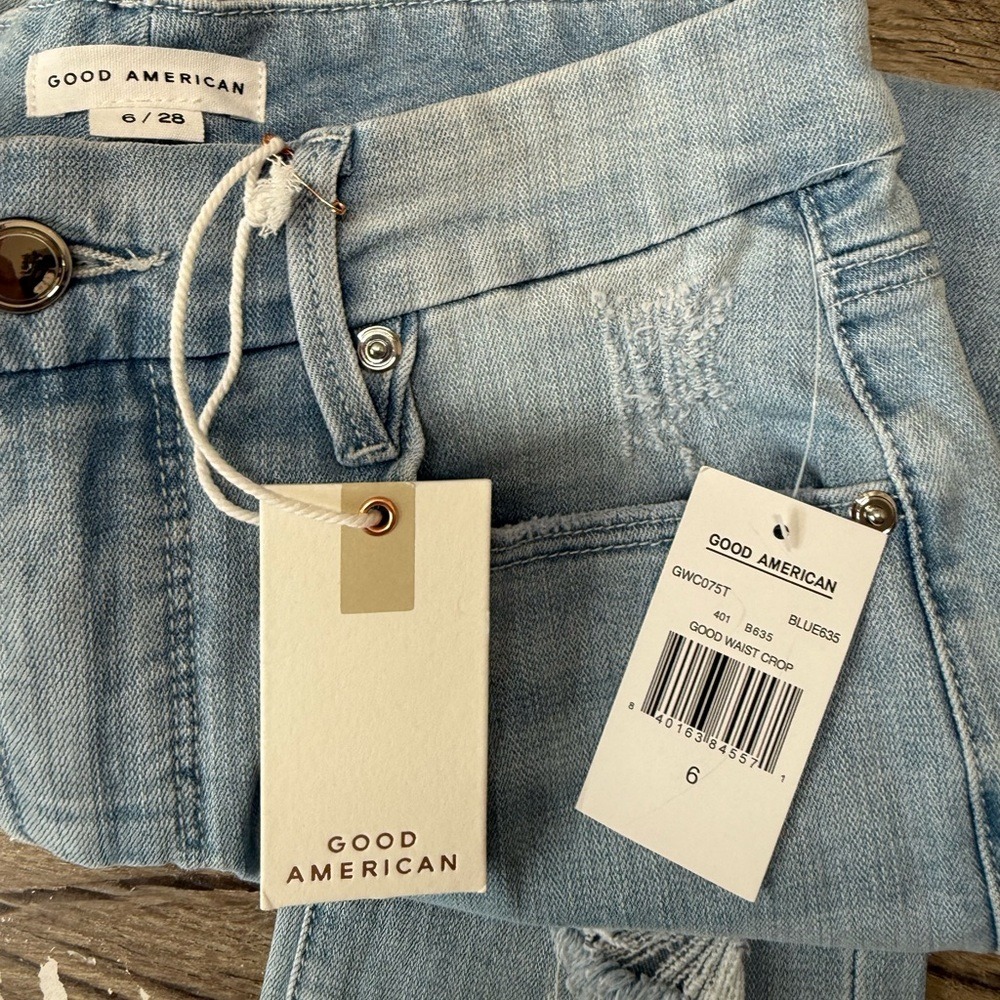 GOOD AMERICAN
6 / 28
GOOD
AMERICAN
GOOD AMERICAN
GWC075T
401 B635 BLUE635
GOOD WAIST CROP
8 40163 84557 1
6